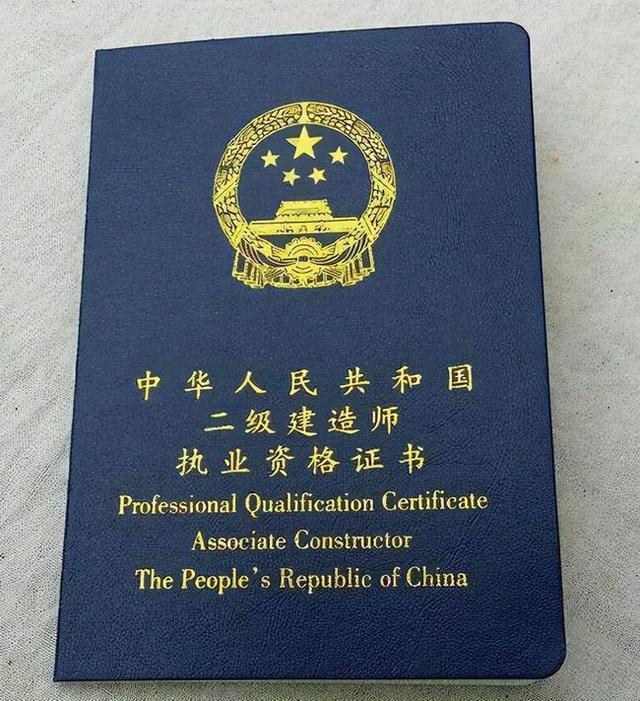 中华人民共和国
二级建造师
执业资格证书
Professional Qualification Certificate
Associate Constructor
The People's Republic of China